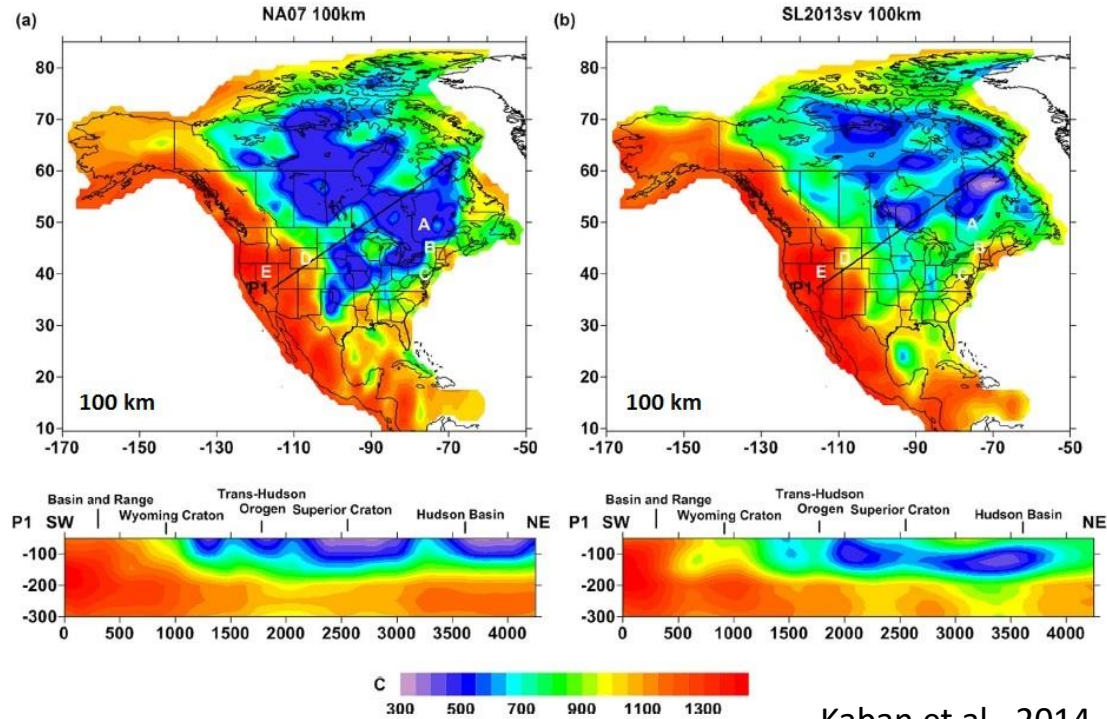 (a) NA07 100km
80
70
60
50
40
30
20
10
-170 -150 -130 -110 -90 -70 -50
A
B
C
D
E
P1
100 km
(b) SL2013sv 100km
80
70
60
50
40
30
20
10
-170 -150 -130 -110 -90 -70 -50
A
B
C
D
E
P1
100 km
Basin and Range
Trans-Hudson
Orogen
Wyoming Craton
Superior Craton
Hudson Basin
P1 SW
NE
-100
-200
-300
0 500 1000 1500 2000 2500 3000 3500 4000
Basin and Range
Trans-Hudson
Orogen
Wyoming Craton
Superior Craton
Hudson Basin
P1 SW
NE
-100
-200
-300
0 500 1000 1500 2000 2500 3000 3500 4000
C
300 500 700 900 1100 1300
Kaban et al., 2014